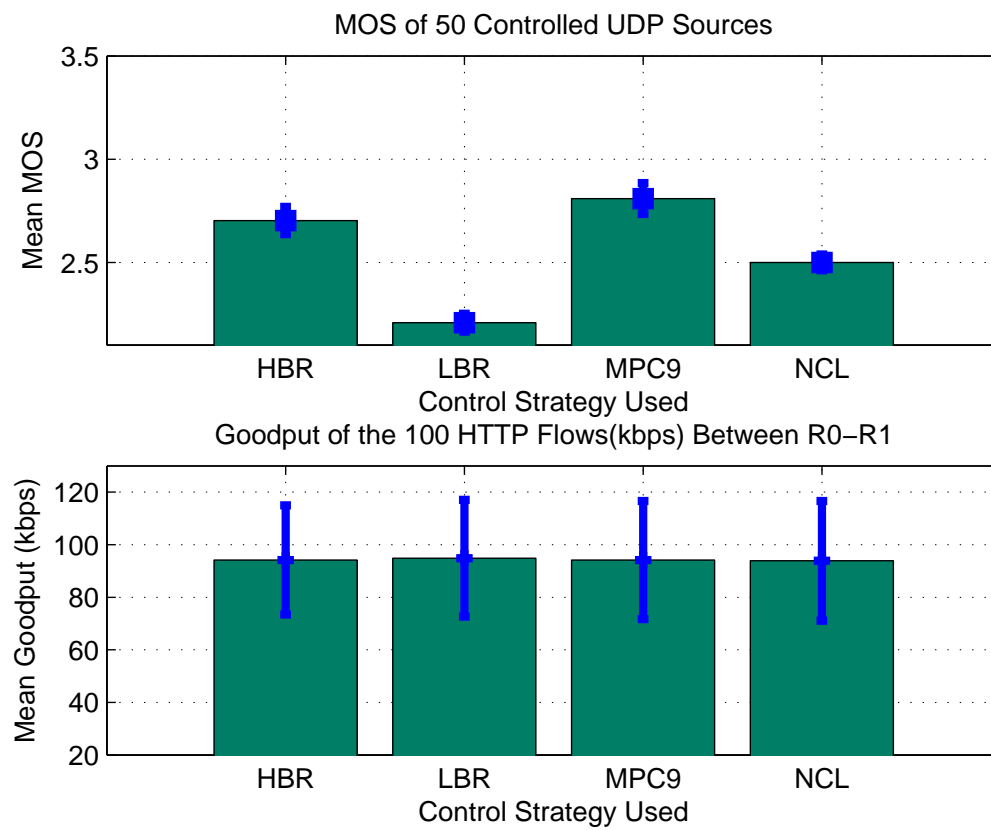 MOS of 50 Controlled UDP Sources
3.5
3
2.5
Mean MOS
HBR LBR MPC9 NCL
Control Strategy Used
Goodput of the 100 HTTP Flows(kbps) Between R0−R1
120
100
80
60
40
20
Mean Goodput (kbps)
HBR LBR MPC9 NCL
Control Strategy Used